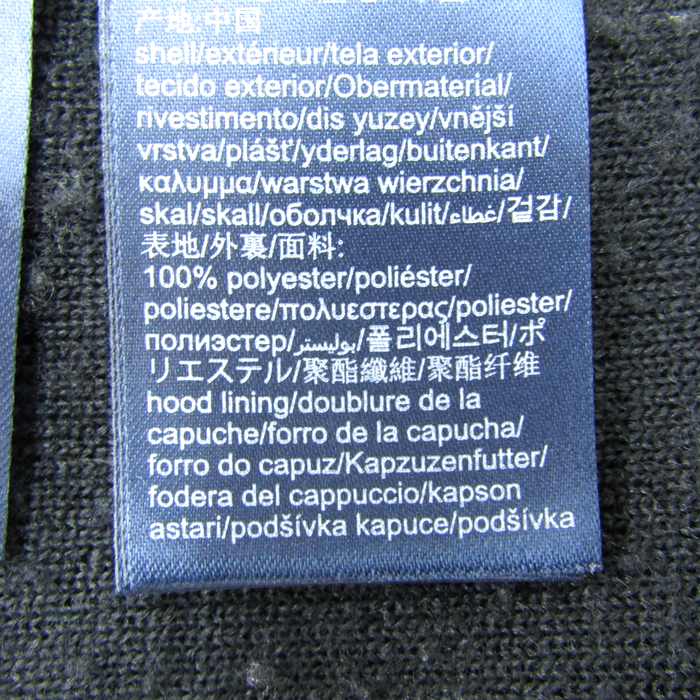 产地:中国
shell/extérieur/tela exterior/
tecido exterior/Obermaterial/
rivestimento/dis yuzey/vnější
vrstva/plášť/yderlag/buitenkant/
καλυμμα/warstwa wierzchnia/
skal/skall/оболчка/kulit/غطاء/겉감/
表地/外裏/面料:
100% polyester/poliéster/
poliestere/πολυεστερας/poliester/
полиэстер/بوليستر/폴리에스터/ポ
リエステル/聚酯纖維/聚酯纤维
hood lining/doublure de la
capuche/forro de la capucha/
forro do capuz/Kapzuzenfutter/
fodera del cappuccio/kapson
astari/podšívka kapuce/podšívka